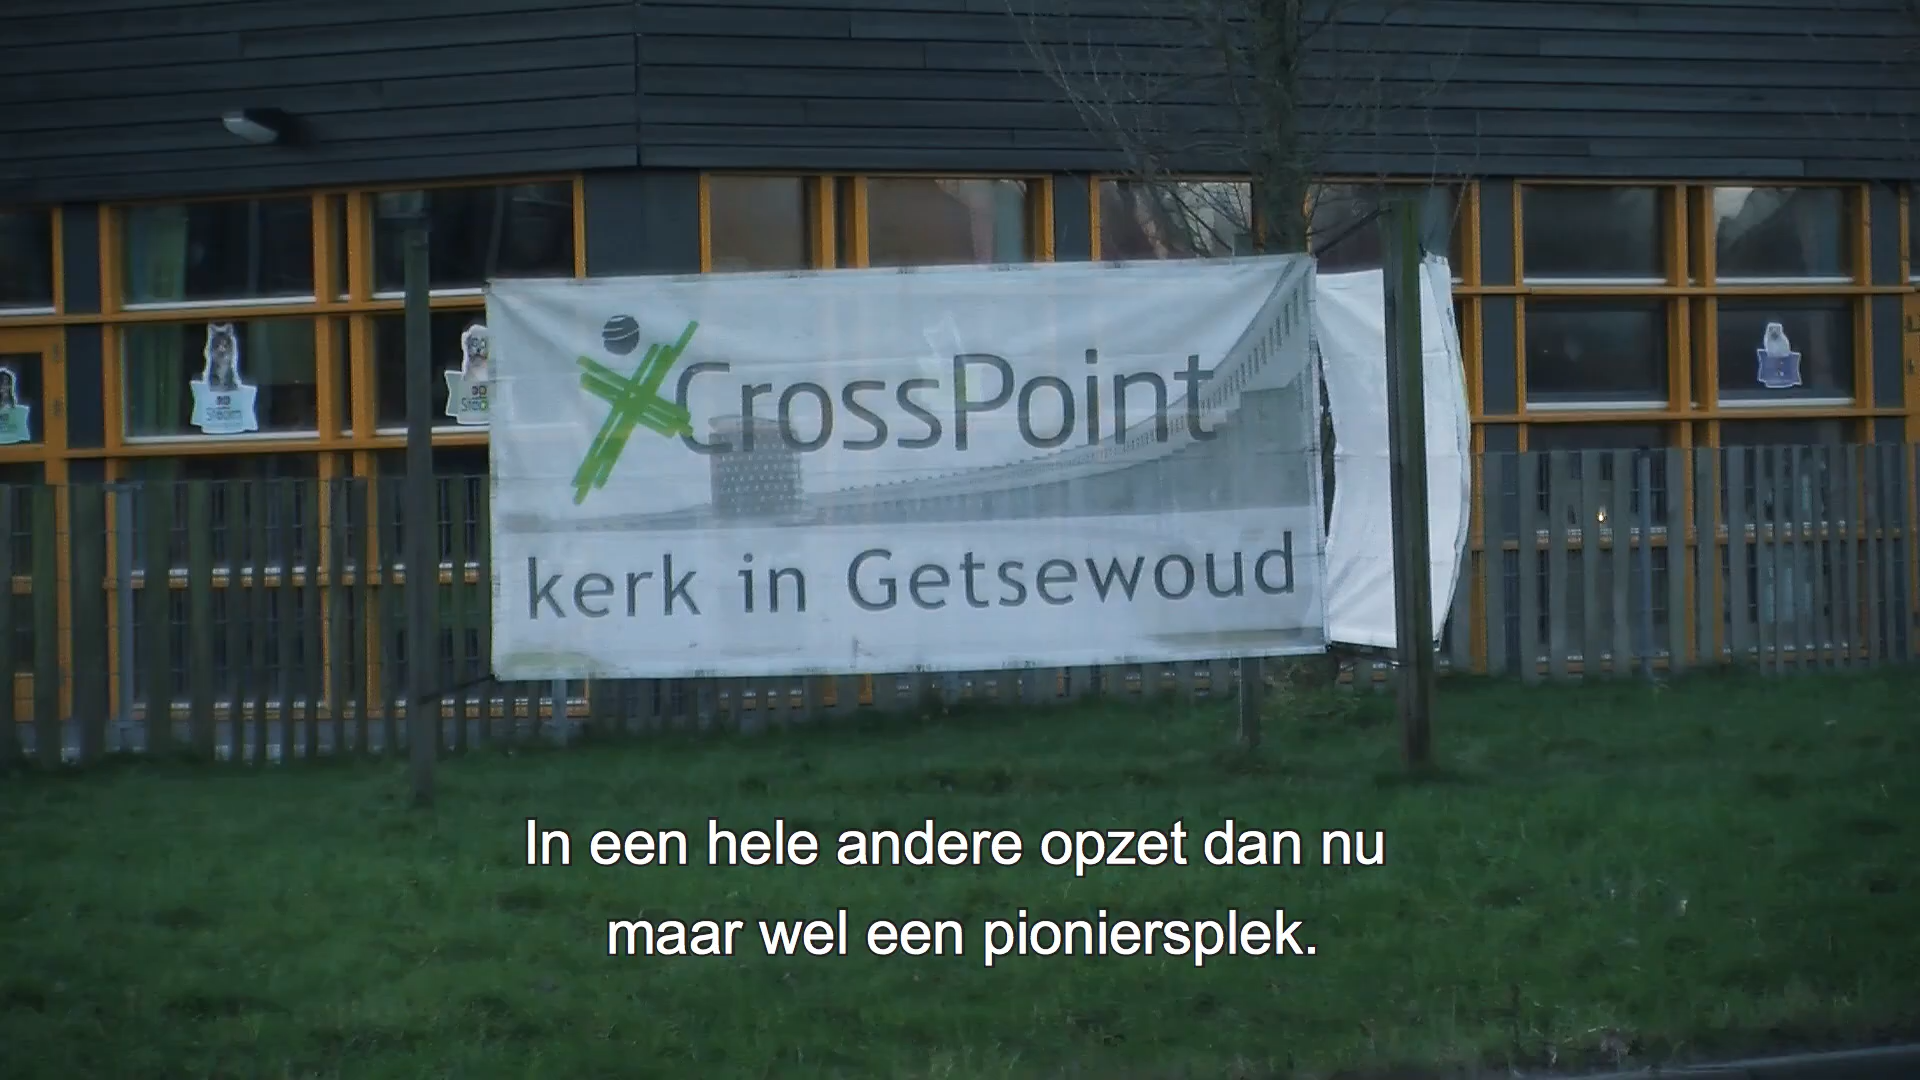 CrossPoint
kerk in Getsewoud
In een hele andere opzet dan nu
maar wel een pioniersplek.